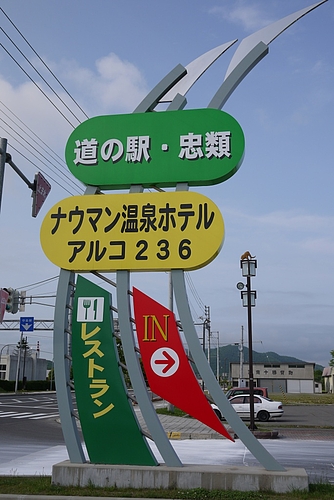 道の駅・忠類
ナウマン温泉ホテル
アルコ236
レストラン
IN